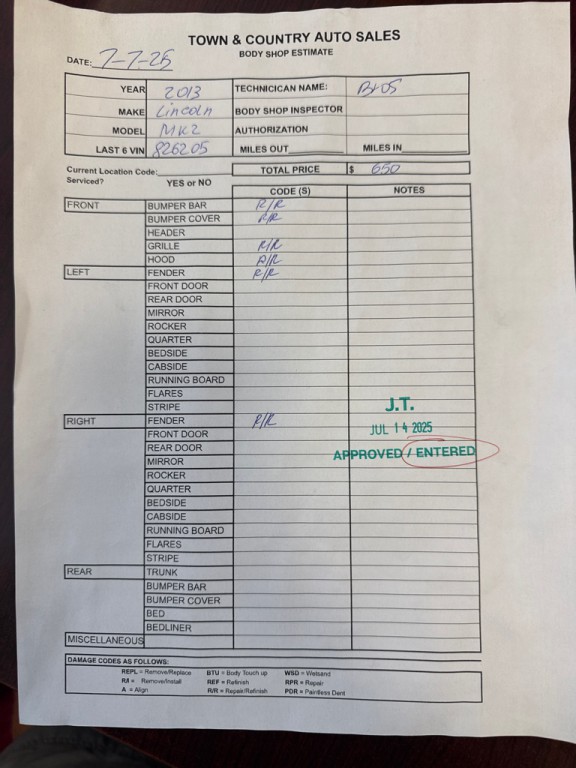 TOWN & COUNTRY AUTO SALES
BODY SHOP ESTIMATE
DATE: 7-7-25
YEAR 2013 TECHNICICAN NAME: BROS
MAKE Lincoln BODY SHOP INSPECTOR
MODEL MKZ AUTHORIZATION
LAST 6 VIN 826205 MILES OUT MILES IN
Current Location Code: TOTAL PRICE $ 650
Serviced? YES or NO
CODE (S) NOTES
FRONT BUMPER BAR R/R
BUMPER COVER R/R
HEADER
GRILLE R/R
HOOD R/R
LEFT FENDER R/R
FRONT DOOR
REAR DOOR
MIRROR
ROCKER
QUARTER
BEDSIDE
CABSIDE
RUNNING BOARD
FLARES
STRIPE
J.T.
RIGHT FENDER R/R
JUL 14 2025
FRONT DOOR
REAR DOOR
APPROVED / ENTERED
MIRROR
ROCKER
QUARTER
BEDSIDE
CABSIDE
RUNNING BOARD
FLARES
STRIPE
REAR TRUNK
BUMPER BAR
BUMPER COVER
BED
BEDLINER
MISCELLANEOUS
DAMAGE CODES AS FOLLOWS:
REPL = Remove/Replace BTU = Body Touch up WSD = Wetsand
R/I = Remove/Install REF = Refinish RPR = Repair
A = Align R/R = Repair/Refinish PDR = Paintless Dent